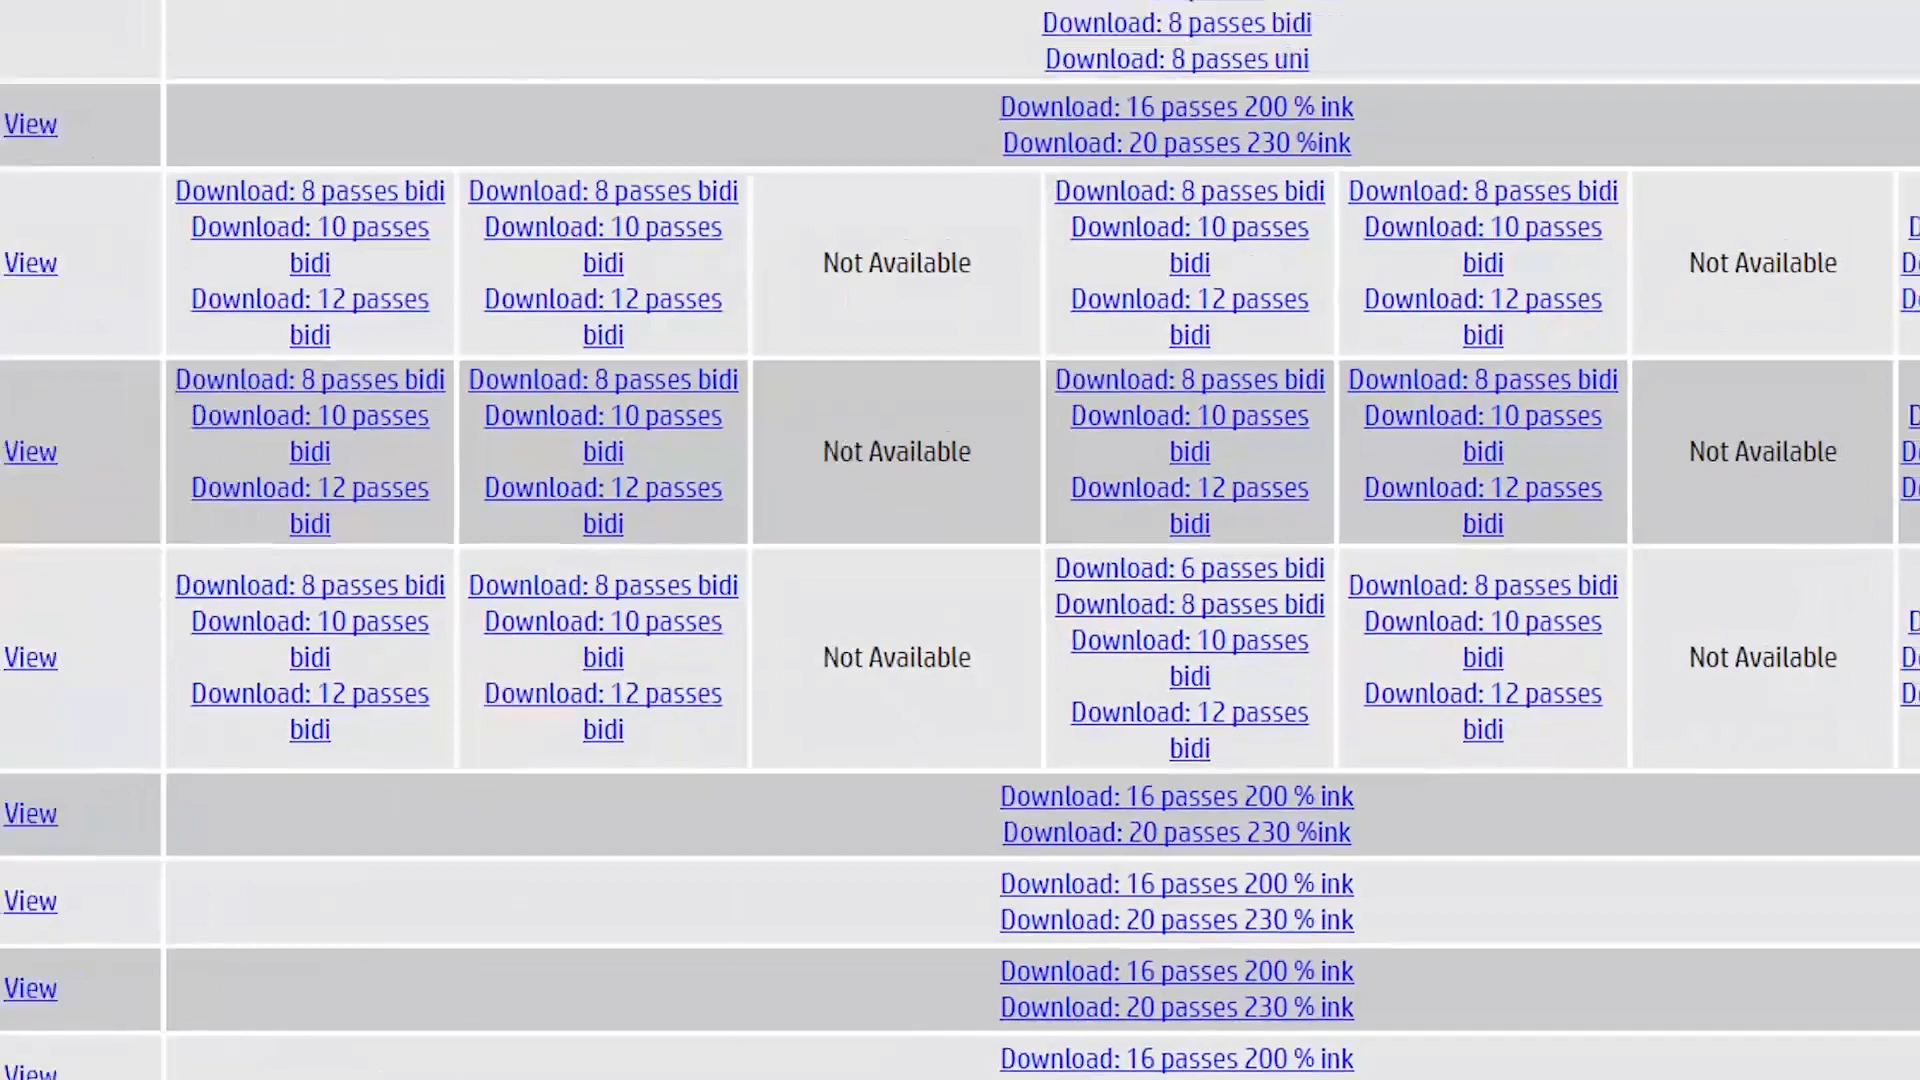 Download: 8 passes bidi
Download: 8 passes uni
View
Download: 16 passes 200 % ink
Download: 20 passes 230 %ink
View
Download: 8 passes bidi
Download: 10 passes
bidi
Download: 12 passes
bidi
Download: 8 passes bidi
Download: 10 passes
bidi
Download: 12 passes
bidi
Not Available
Download: 8 passes bidi
Download: 10 passes
bidi
Download: 12 passes
bidi
Download: 8 passes bidi
Download: 10 passes
bidi
Download: 12 passes
bidi
Not Available
View
Download: 8 passes bidi
Download: 10 passes
bidi
Download: 12 passes
bidi
Download: 8 passes bidi
Download: 10 passes
bidi
Download: 12 passes
bidi
Not Available
Download: 8 passes bidi
Download: 10 passes
bidi
Download: 12 passes
bidi
Download: 8 passes bidi
Download: 10 passes
bidi
Download: 12 passes
bidi
Not Available
View
Download: 8 passes bidi
Download: 10 passes
bidi
Download: 12 passes
bidi
Download: 8 passes bidi
Download: 10 passes
bidi
Download: 12 passes
bidi
Not Available
Download: 6 passes bidi
Download: 8 passes bidi
Download: 10 passes
bidi
Download: 12 passes
bidi
Download: 8 passes bidi
Download: 10 passes
bidi
Download: 12 passes
bidi
Not Available
View
Download: 16 passes 200 % ink
Download: 20 passes 230 %ink
View
Download: 16 passes 200 % ink
Download: 20 passes 230 % ink
View
Download: 16 passes 200 % ink
Download: 20 passes 230 % ink
View
Download: 16 passes 200 % ink